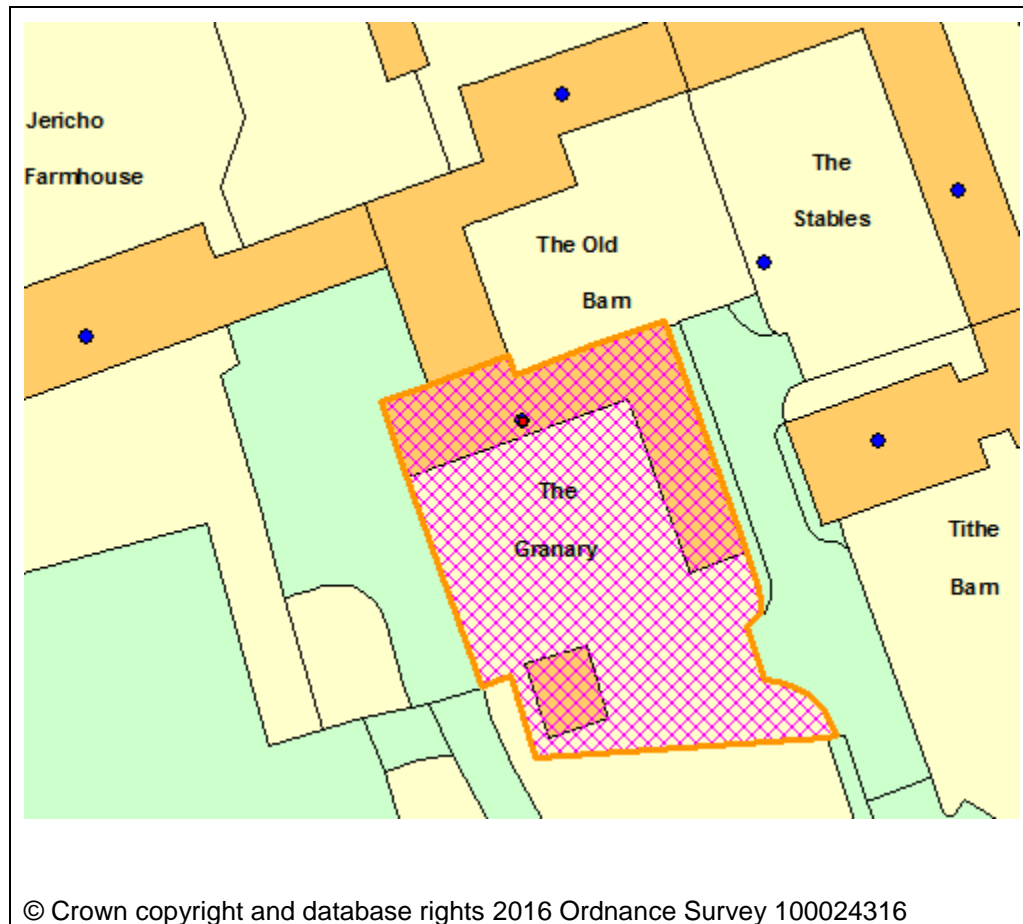 Jericho
Farmhouse
The
Stables
The Old
Barn
The
Granary
Tithe
Barn
© Crown copyright and database rights 2016 Ordnance Survey 100024316